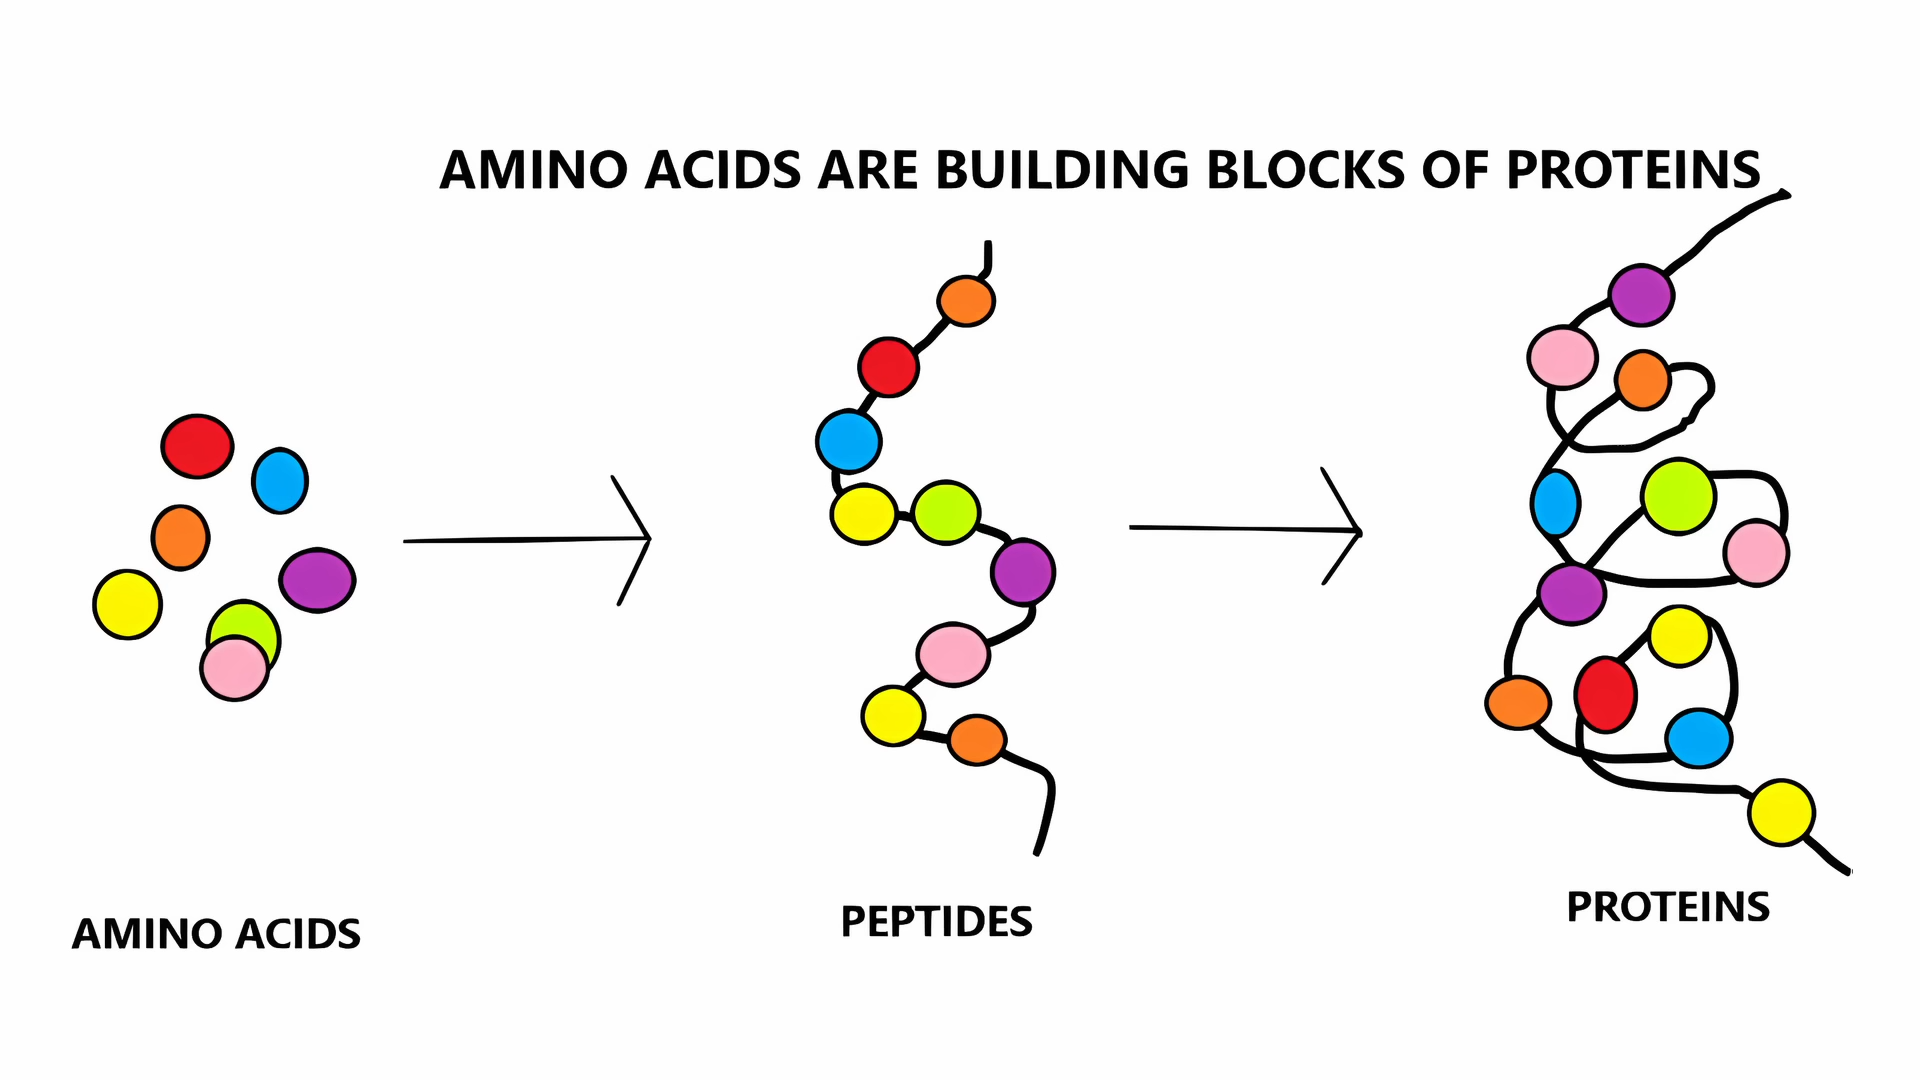 AMINO ACIDS ARE BUILDING BLOCKS OF PROTEINS
AMINO ACIDS
PEPTIDES
PROTEINS